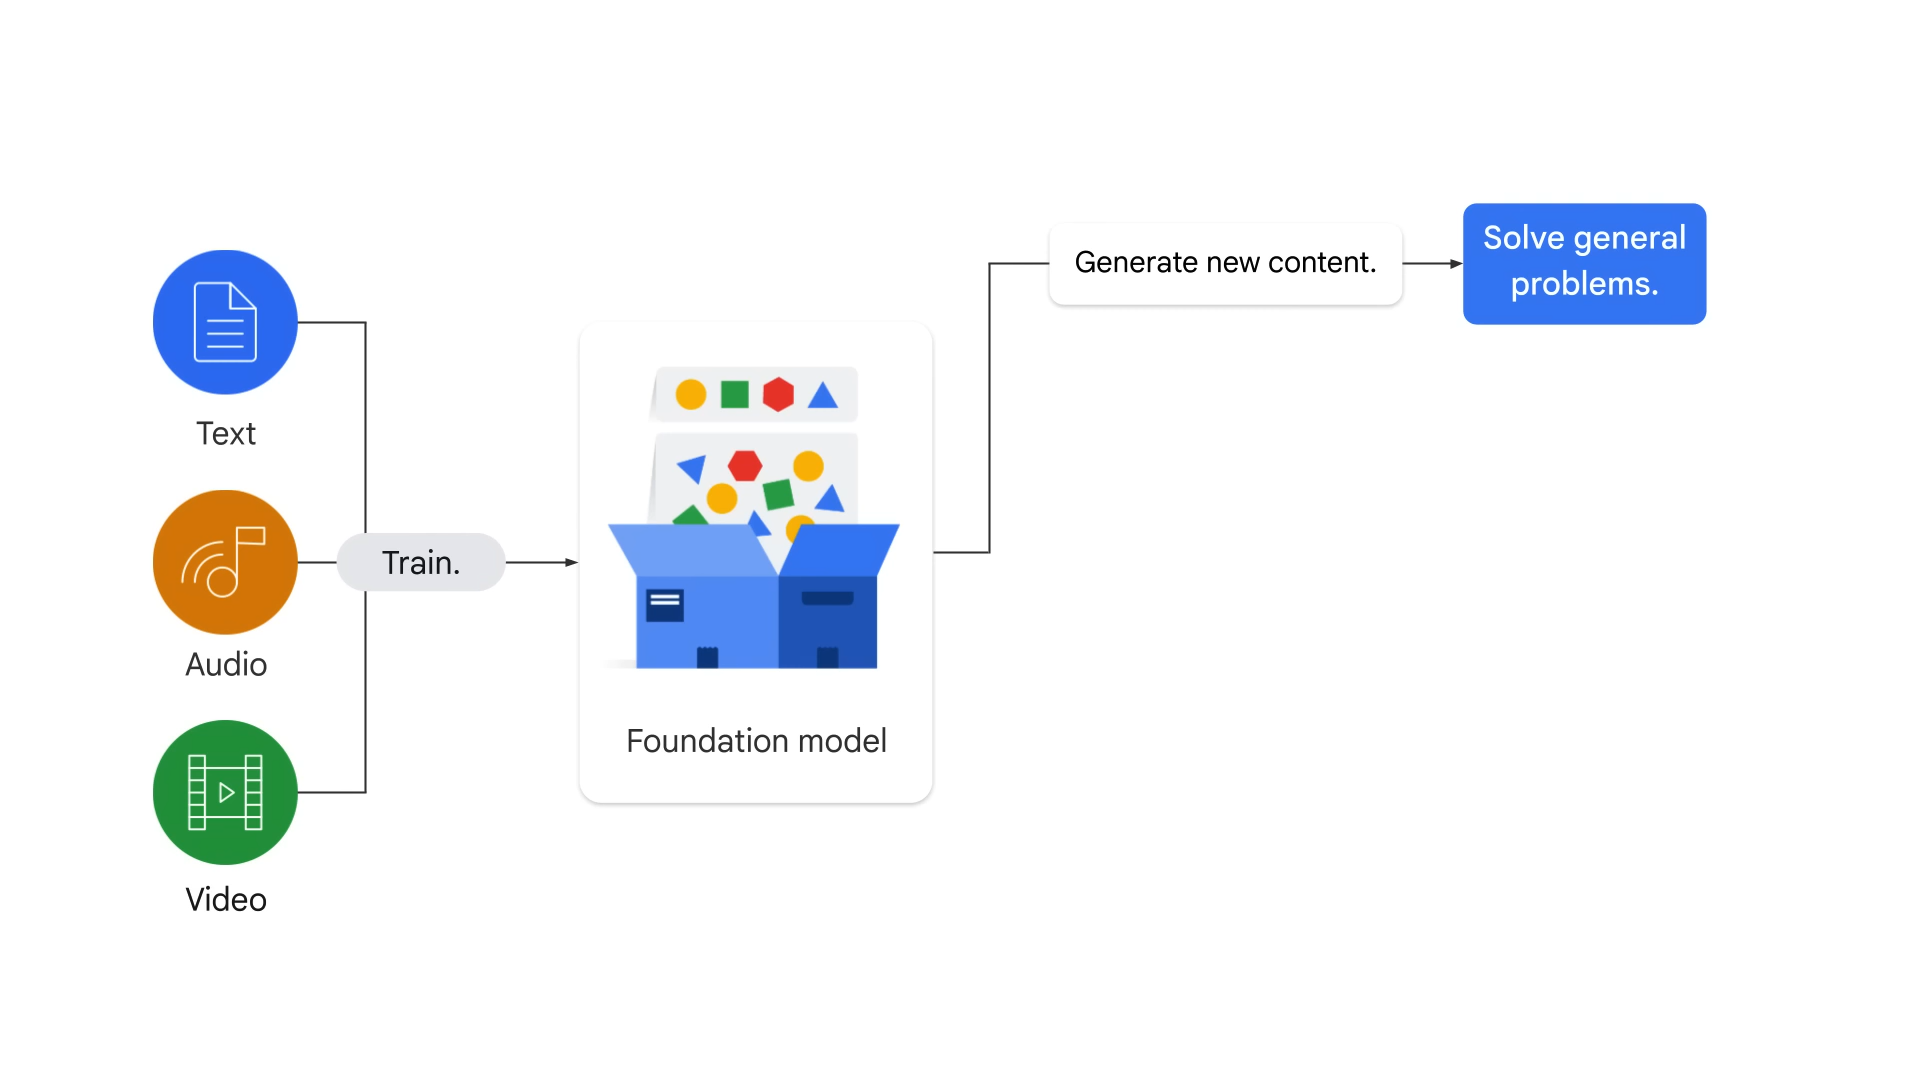 Text
Audio
Video
Train.
Foundation model
Generate new content.
Solve general
problems.